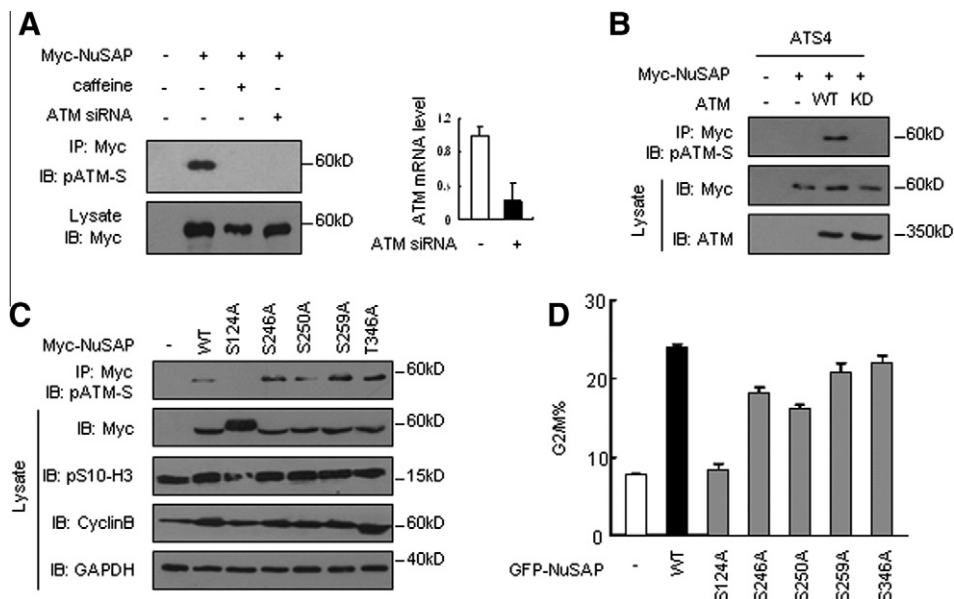 A
Myc-NuSAP - + + +
caffeine - - + -
ATM siRNA - - - +
IP: Myc
IB: pATM-S
60kD
Lysate
IB: Myc
60kD
ATM mRNA level
1.2
0.8
0.4
0
- +
ATM siRNA
B
ATS4
Myc-NuSAP - + + +
ATM - - WT KD
IP: Myc
IB: pATM-S
60kD
Lysate
IB: Myc
60kD
IB: ATM
350kD
C
Myc-NuSAP - WT S124A S246A S250A S259A T346A
IP: Myc
IB: pATM-S
60kD
Lysate
IB: Myc
60kD
IB: pS10-H3
15kD
IB: CyclinB
60kD
IB: GAPDH
40kD
D
G2/M%
30
20
10
0
GFP-NuSAP - WT S124A S246A S250A S259A S346A